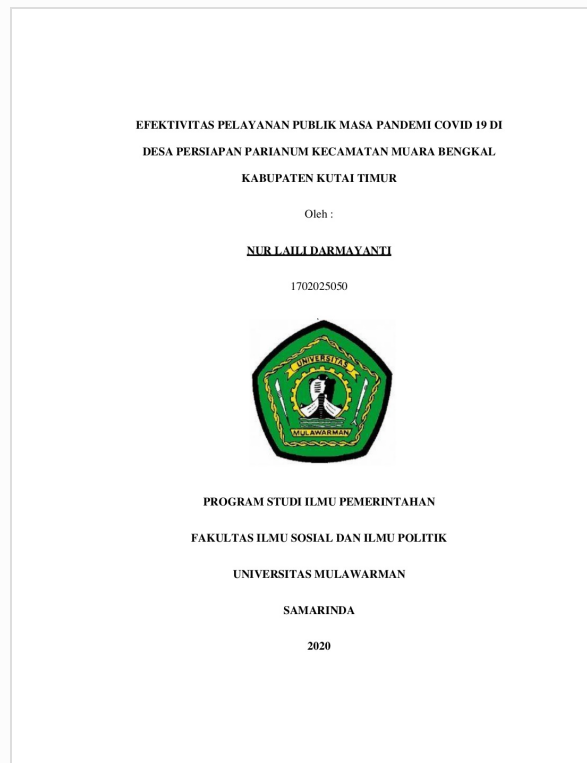 EFEKTIVITAS PELAYANAN PUBLIK MASA PANDEMI COVID 19 DI
DESA PERSIAPAN PARIANUM KECAMATAN MUARA BENGKAL
KABUPATEN KUTAI TIMUR
Oleh :
NUR LAILI DARMAYANTI
1702025050
UNIVERSITAS
MULAWARMAN
PROGRAM STUDI ILMU PEMERINTAHAN
FAKULTAS ILMU SOSIAL DAN ILMU POLITIK
UNIVERSITAS MULAWARMAN
SAMARINDA
2020